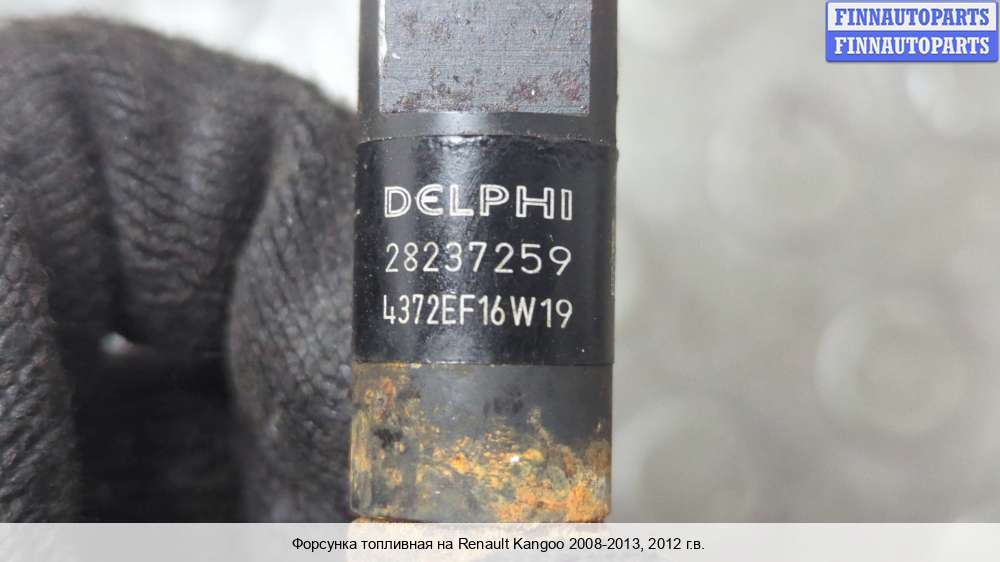 FINNAUTOPARTS
FINNAUTOPARTS
DELPHI
28237259
4372EF16W19
Форсунка топливная на Renault Kangoo 2008-2013, 2012 г.в.